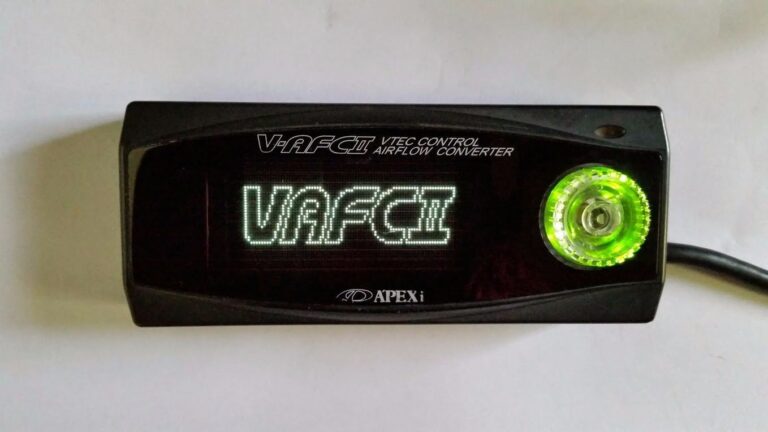 V-AFCII VTEC CONTROL
AIRFLOW CONVERTER
VAFCII
APEXi